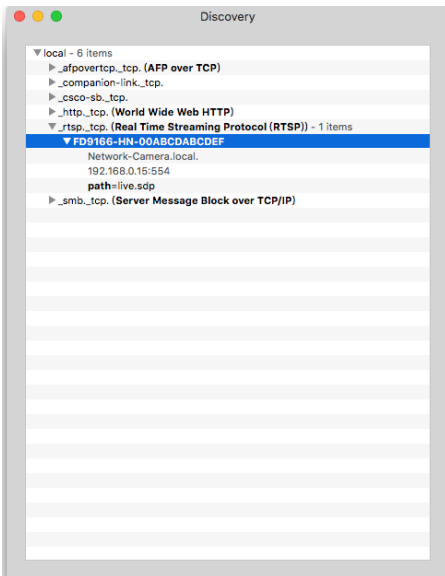 Discovery
local - 6 items
_afpovertcp._tcp. (AFP over TCP)
_companion-link._tcp.
_csco-sb._tcp.
_http._tcp. (World Wide Web HTTP)
_rtsp._tcp. (Real Time Streaming Protocol (RTSP)) - 1 items
FD9166-HN-00ABCDABCDEF
Network-Camera.local.
192.168.0.15:554
path=live.sdp
_smb._tcp. (Server Message Block over TCP/IP)